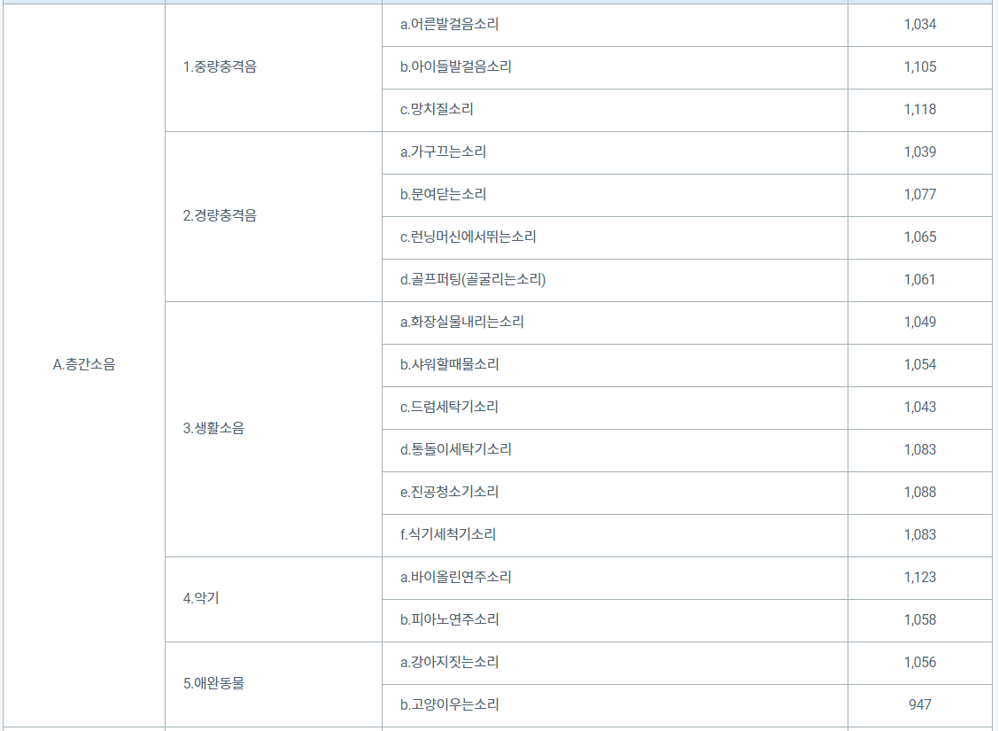 A.층간소음
1.중량충격음
a.어른발걸음소리 1,034
b.아이들발걸음소리 1,105
c.망치질소리 1,118
2.경량충격음
a.가구끄는소리 1,039
b.문여닫는소리 1,077
c.런닝머신에서뛰는소리 1,065
d.골프퍼팅(골굴리는소리) 1,061
3.생활소음
a.화장실물내리는소리 1,049
b.샤워할때물소리 1,054
c.드럼세탁기소리 1,043
d.통돌이세탁기소리 1,083
e.진공청소기소리 1,088
f.식기세척기소리 1,083
4.악기
a.바이올린연주소리 1,123
b.피아노연주소리 1,058
5.애완동물
a.강아지짓는소리 1,056
b.고양이우는소리 947